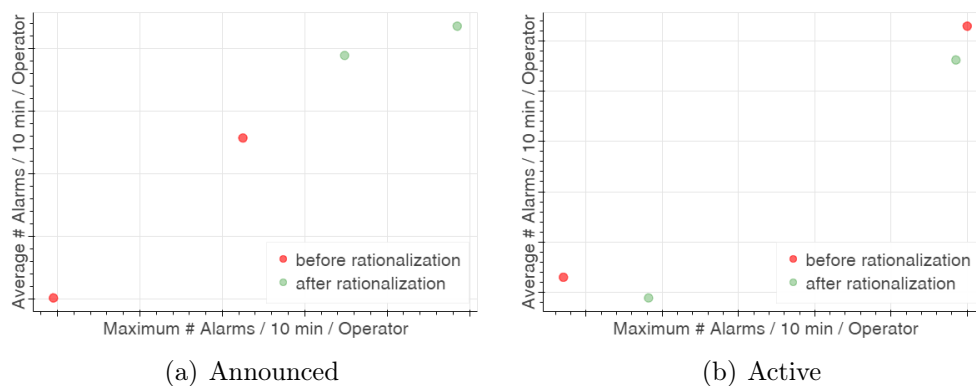 Average # Alarms / 10 min / Operator
before rationalization
after rationalization
Maximum # Alarms / 10 min / Operator
(a) Announced
Average # Alarms / 10 min / Operator
before rationalization
after rationalization
Maximum # Alarms / 10 min / Operator
(b) Active